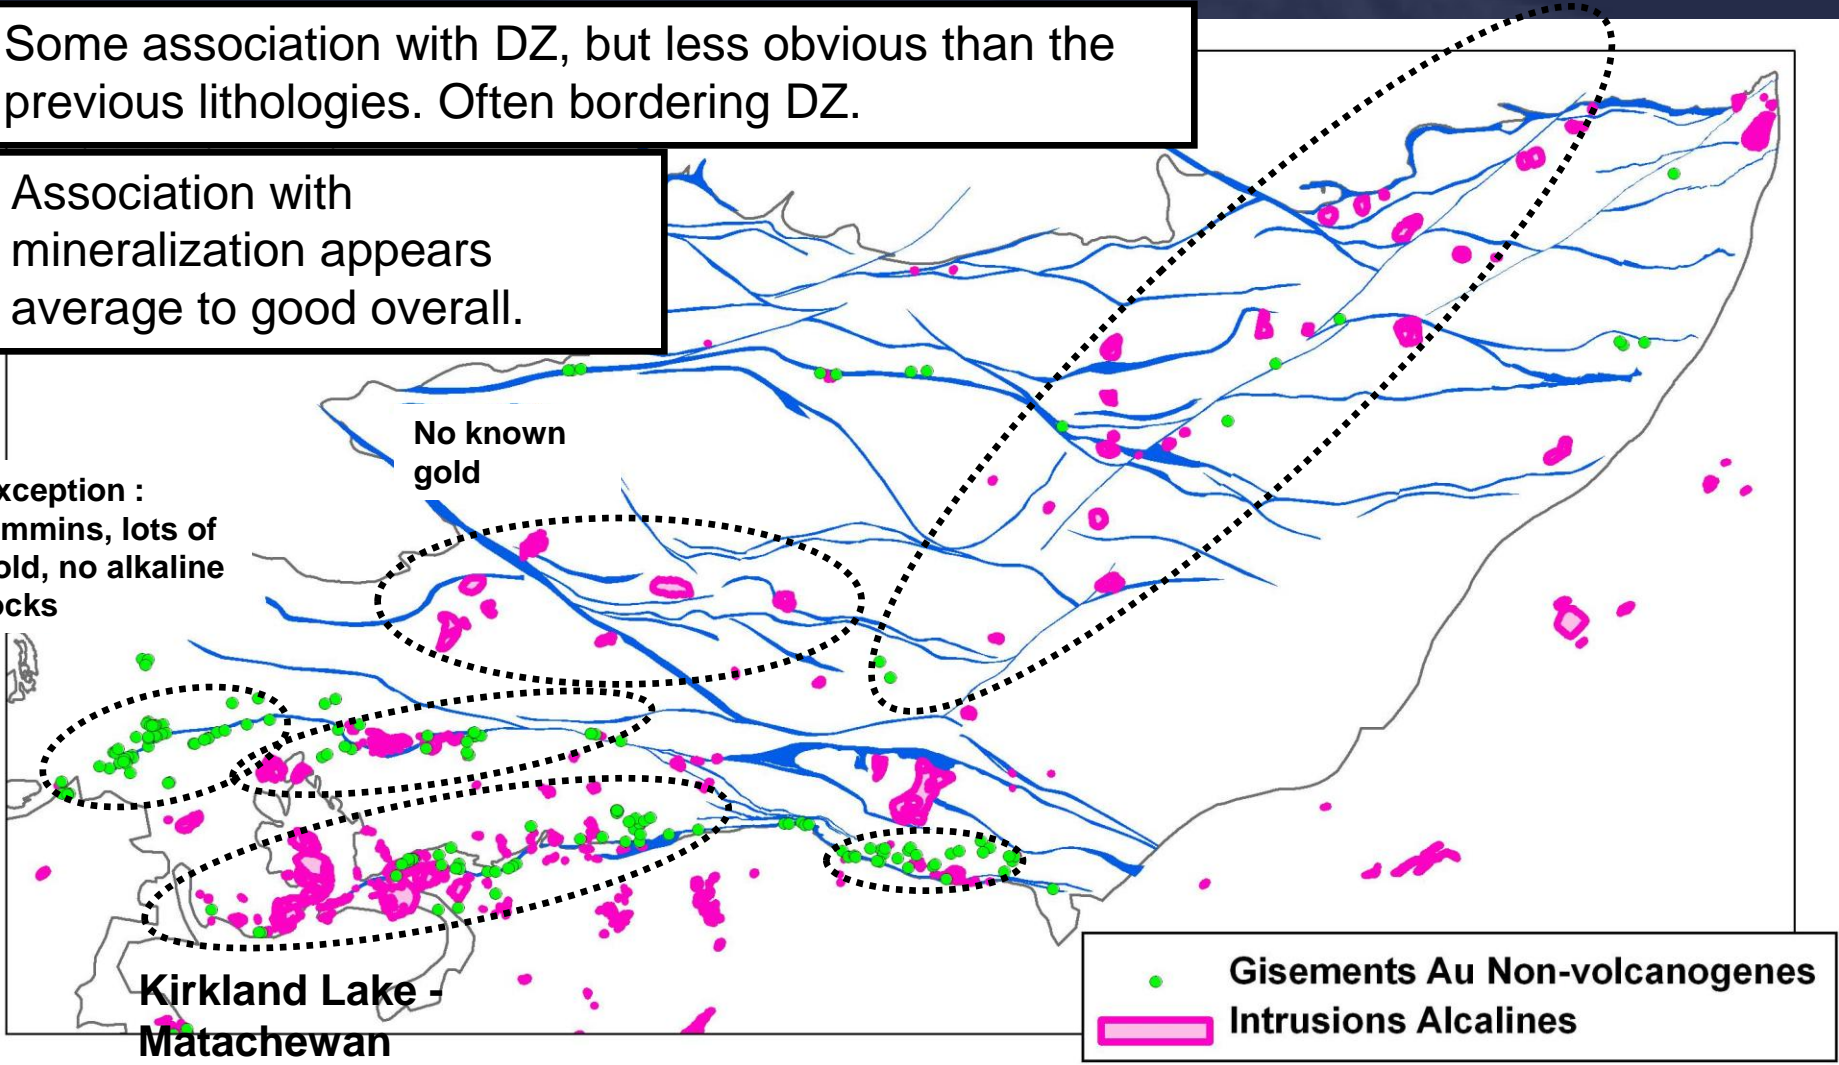 Some association with DZ, but less obvious than the
previous lithologies. Often bordering DZ.
Association with
mineralization appears
average to good overall.
No known
gold
xception :
mmins, lots of
old, no alkaline
ocks
Kirkland Lake -
Matachewan
Gisements Au Non-volcanogenes
Intrusions Alcalines